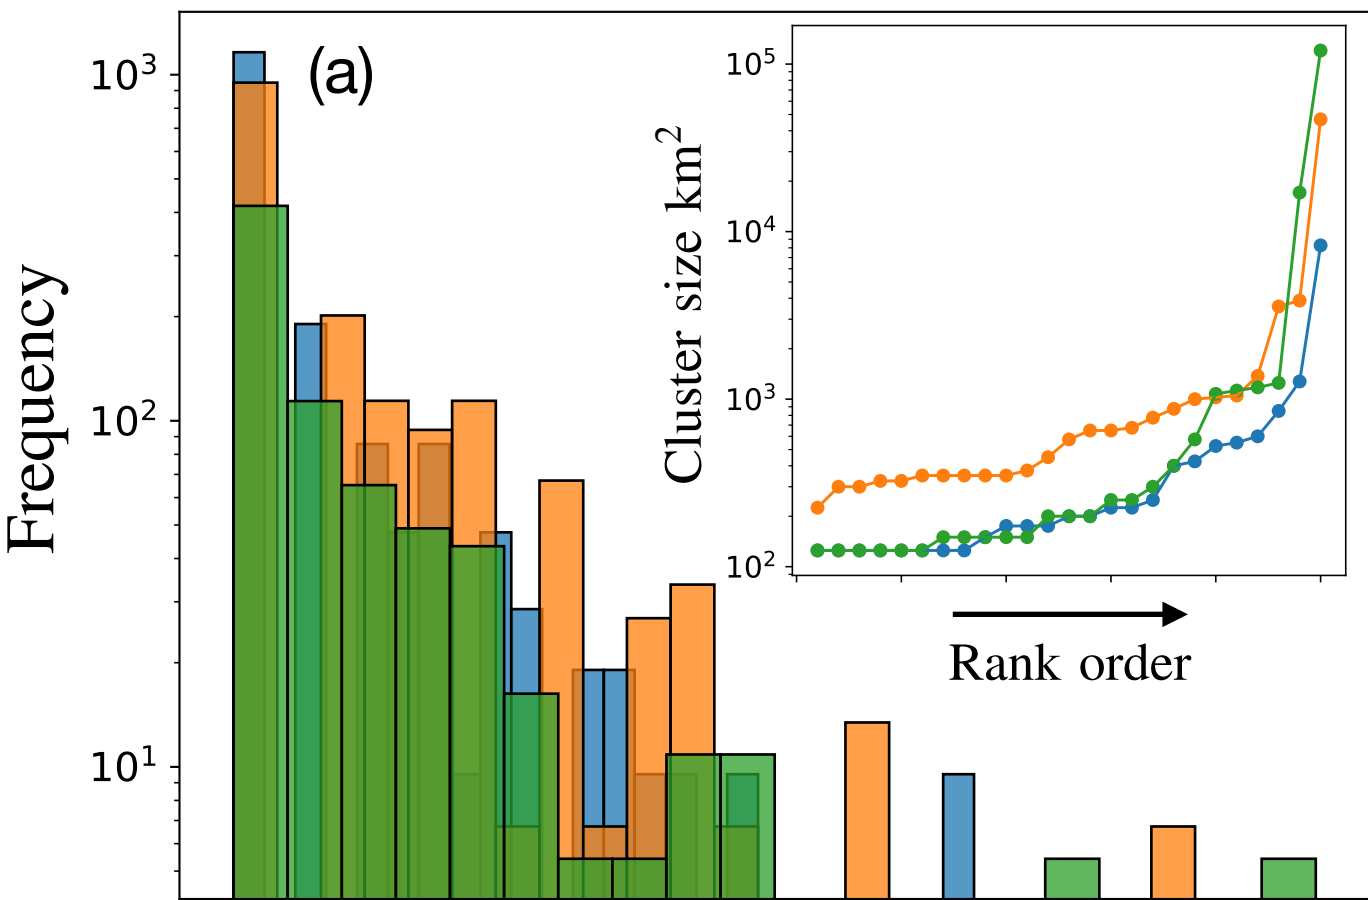 (a)
Frequency
10³
10²
10¹
Cluster size km²
10⁵
10⁴
10³
10²
Rank order